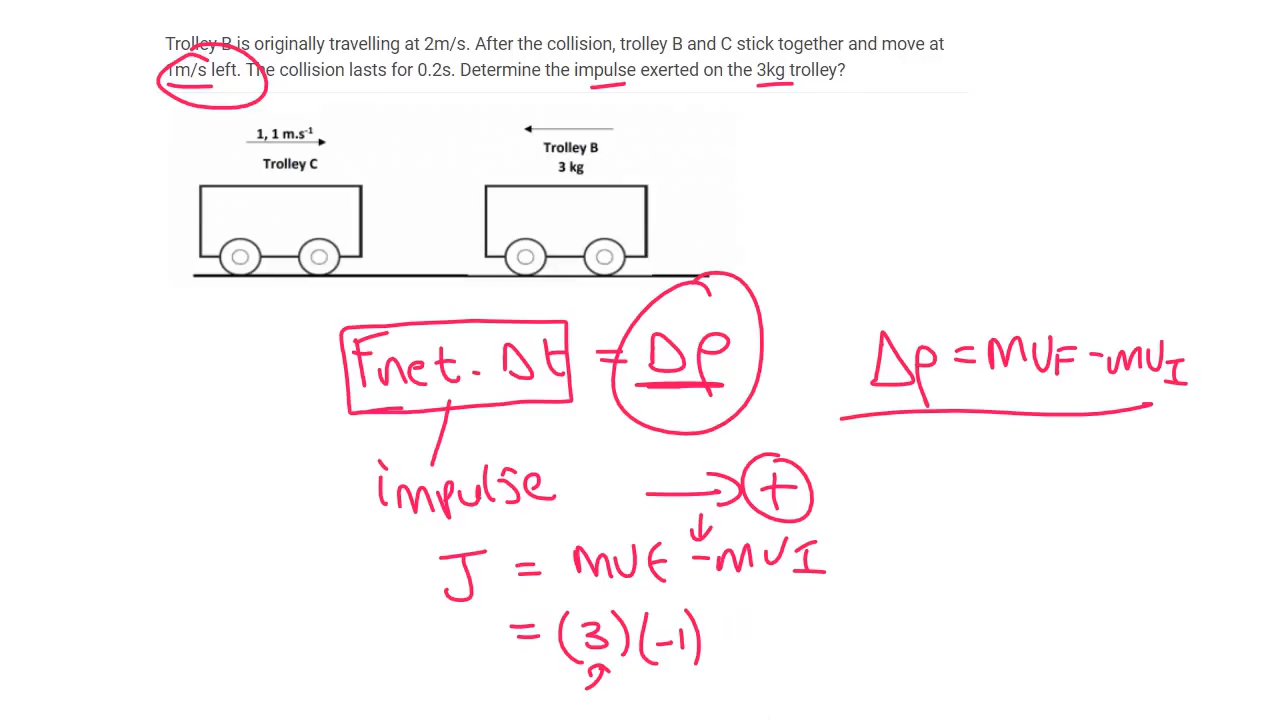 Trolley B is originally travelling at 2m/s. After the collision, trolley B and C stick together and move at
1m/s left. The collision lasts for 0.2s. Determine the impulse exerted on the 3kg trolley?
1, 1 m.s⁻¹
Trolley C
Trolley B
3 kg
Fnet. Δt = Δp
Δp = MVF - MVI
impulse
+
J = MVF - MVI
= (3)(-1)